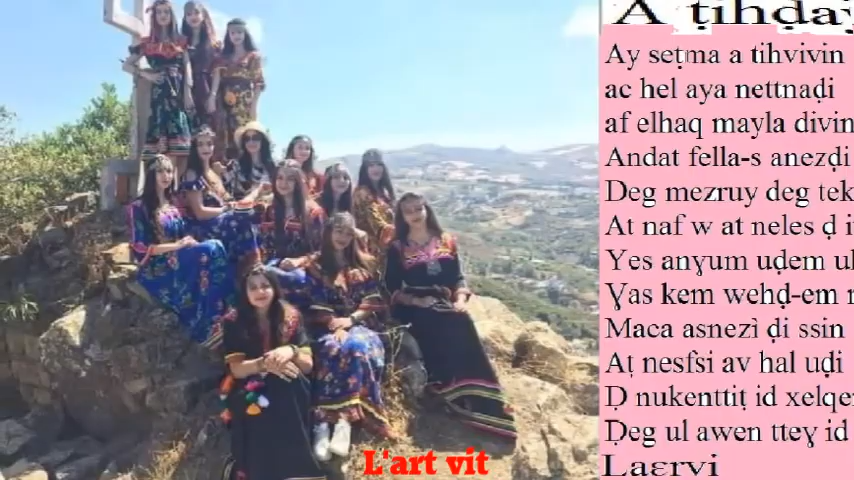 A ṭihḍay
Ay seṭma a tihvivin
ac hel aya nettnaḍi
af elhaq mayla divin
Andat fella-s anezḍi
Deg mezruy deg tek
At naf w at neles ḍ i
Yes anɣum uḍem ul
Ɣas kem wehḍ-em n
Maca asnezì ḍi ssin
Aṭ nesfsi av hal uḍi
Ḍ nukenttiṭ id xelqe
Ḍeg ul awen tteɣ id
Laɛrvi
L'art vit